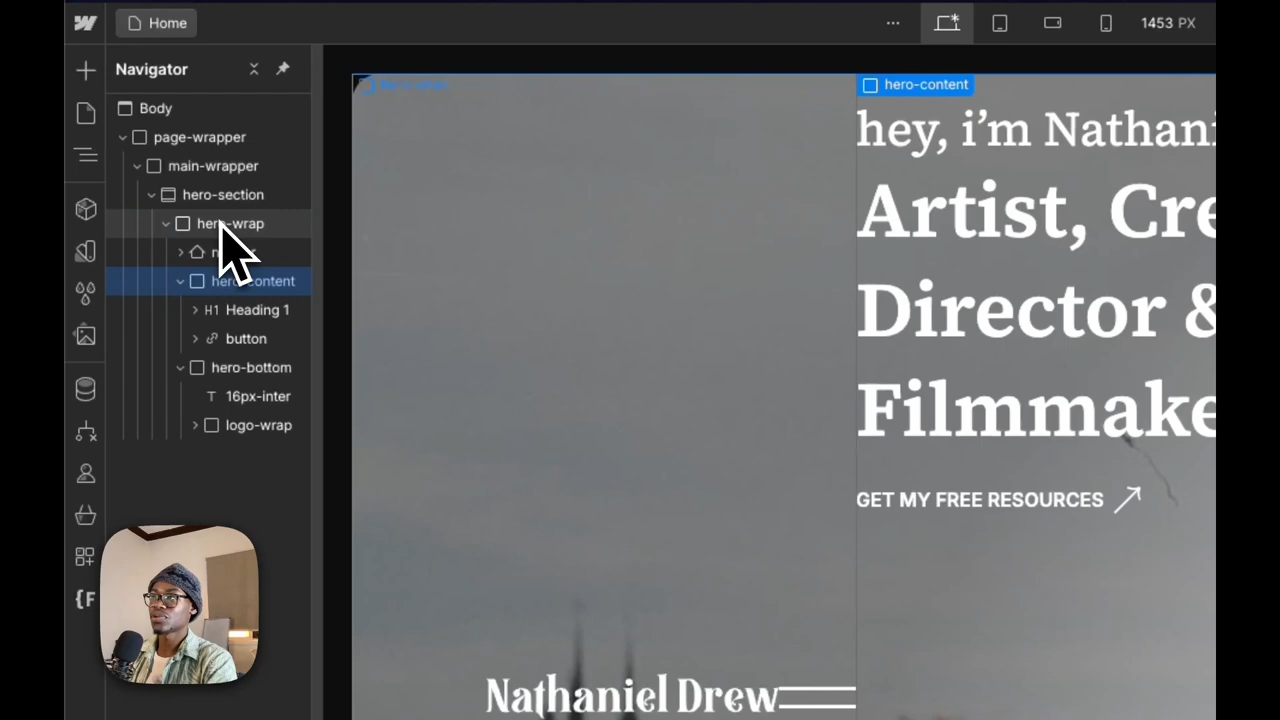 Home
1453 PX
Navigator
Body
page-wrapper
main-wrapper
hero-section
hero-wrap
hero-content
H1 Heading 1
button
hero-bottom
T 16px-inter
logo-wrap
{F
hero-content
hey, i’m Nathani
Artist, Cre
Director &
Filmmake
GET MY FREE RESOURCES
Nathaniel Drew